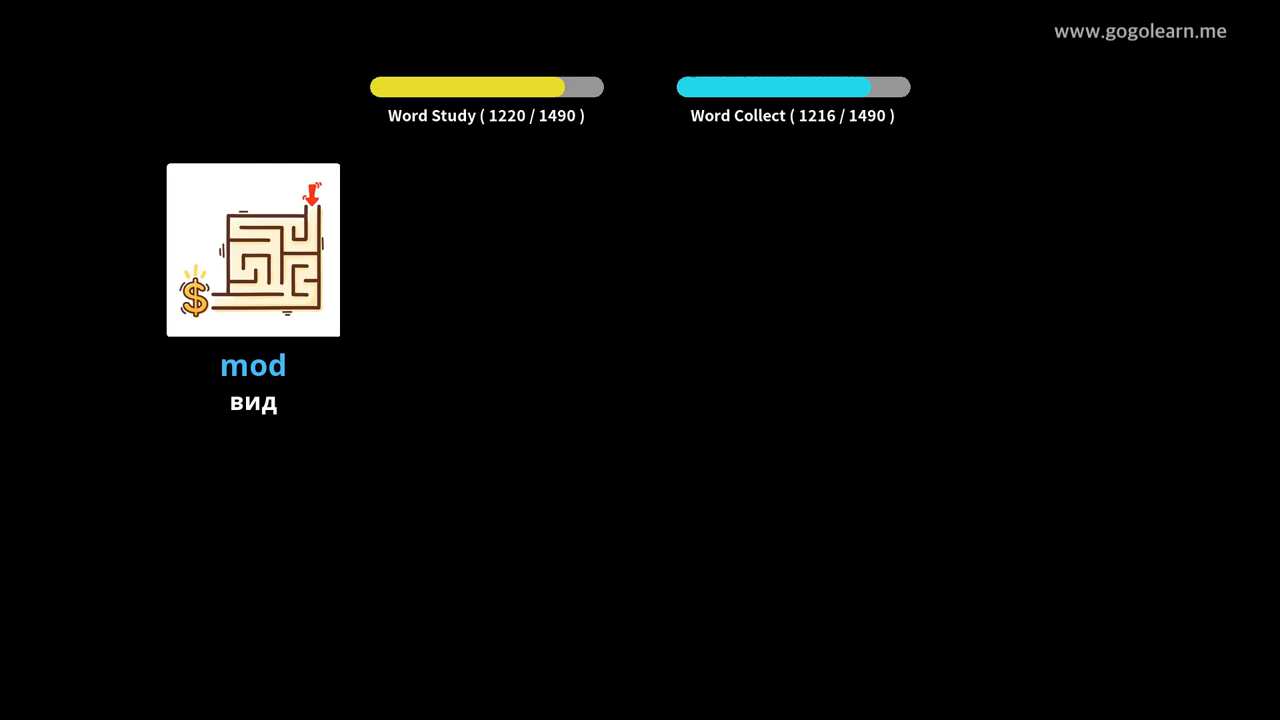 www.gogolearn.me
Word Study ( 1220 / 1490 )
Word Collect ( 1216 / 1490 )
$
mod
вид